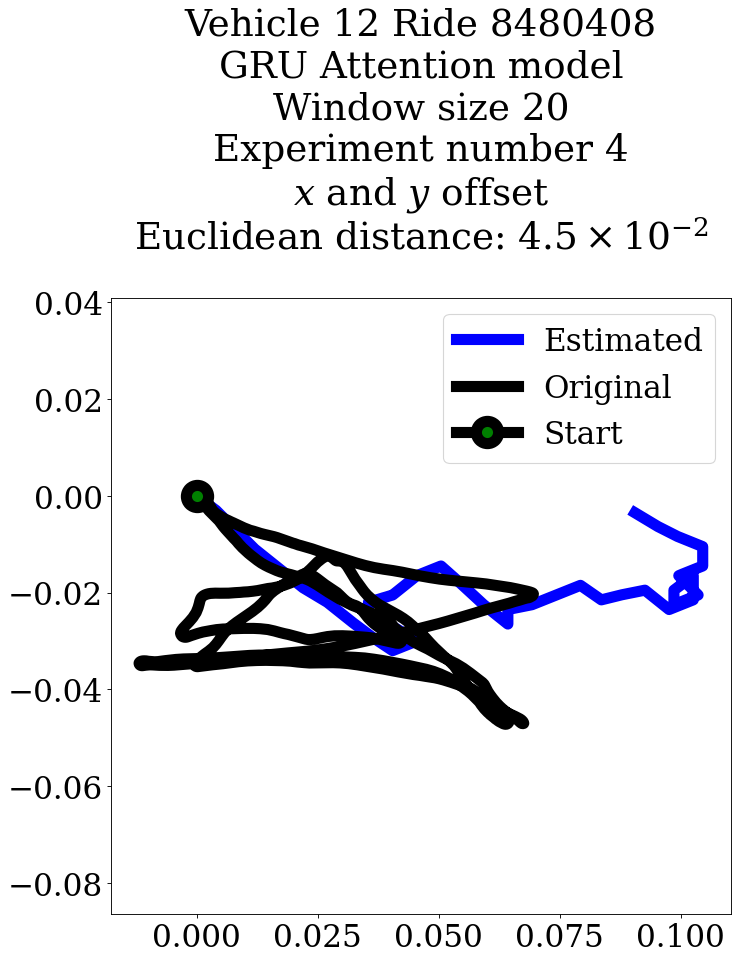 Vehicle 12 Ride 8480408
GRU Attention model
Window size 20
Experiment number 4
x and y offset
Euclidean distance: 4.5 × 10⁻²
Estimated
Original
Start
0.04
0.02
0.00
−0.02
−0.04
−0.06
−0.08
0.000 0.025 0.050 0.075 0.100